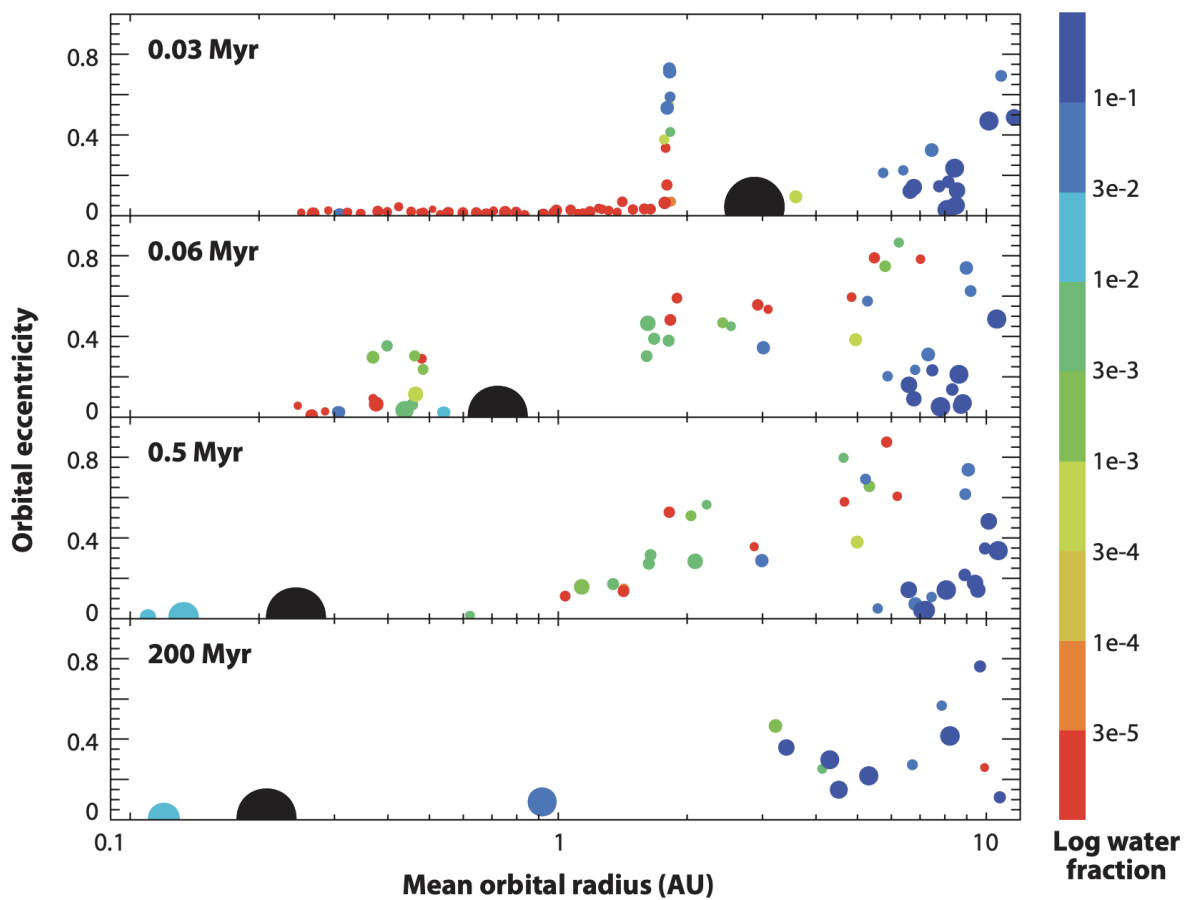 0.03 Myr
0.8
0.4
0
0.06 Myr
0.8
0.4
0
0.5 Myr
0.8
0.4
0
200 Myr
0.8
0.4
0
0.1
1
10
Orbital eccentricity
Mean orbital radius (AU)
1e-1
3e-2
1e-2
3e-3
1e-3
3e-4
1e-4
3e-5
Log water
fraction